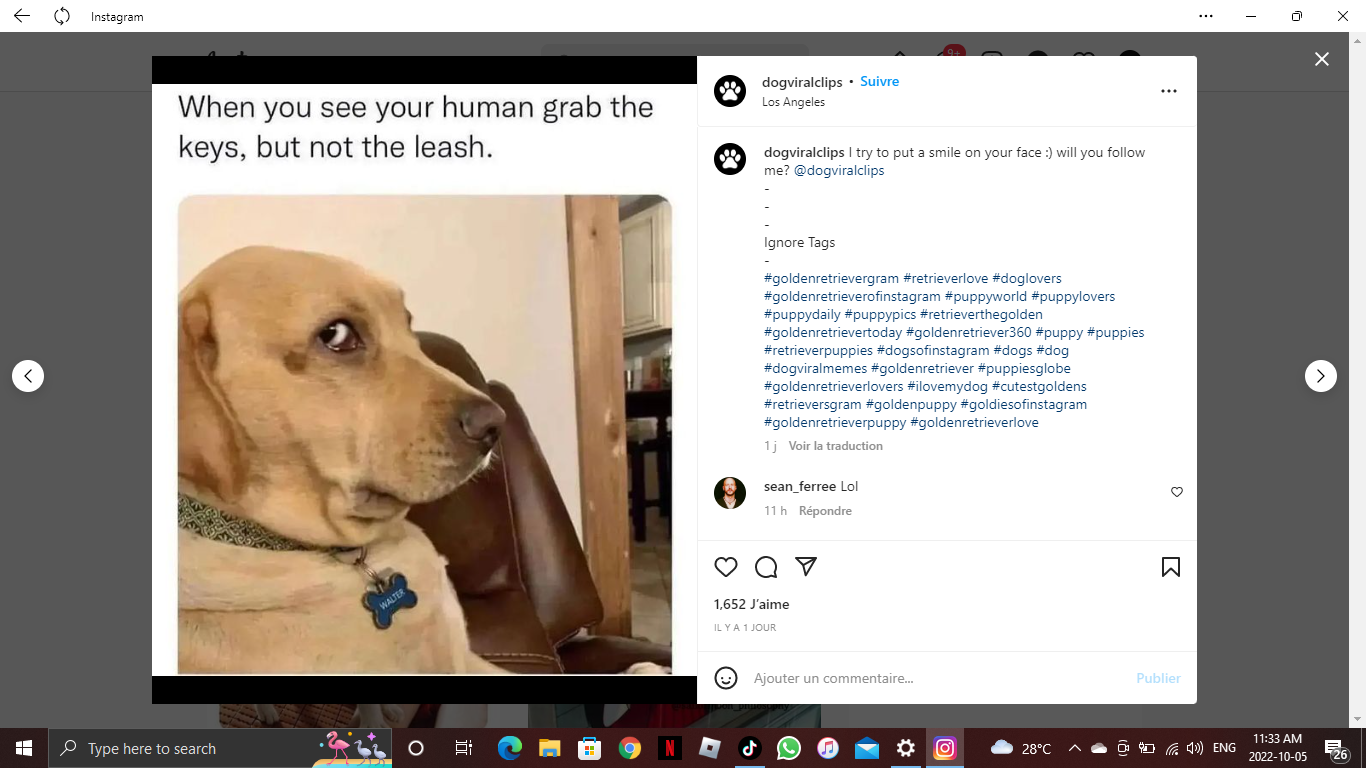 Instagram
9+
When you see your human grab the
keys, but not the leash.
WALTER
dogviralclips • Suivre
Los Angeles
dogviralclips I try to put a smile on your face :) will you follow
me? @dogviralclips
-
-
-
Ignore Tags
-
#goldenretrievergram #retrieverlove #doglovers
#goldenretrieverofinstagram #puppyworld #puppylovers
#puppydaily #puppypics #retrieverthegolden
#goldenretrievertoday #goldenretriever360 #puppy #puppies
#retrieverpuppies #dogsofinstagram #dogs #dog
#dogviralmemes #goldenretriever #puppiesglobe
#goldenretrieverlovers #ilovemydog #cutestgoldens
#retrieversgram #goldenpuppy #goldiesofinstagram
#goldenretrieverpuppy #goldenretrieverlove
1 j Voir la traduction
sean_ferree Lol
11 h Répondre
1,652 J’aime
IL Y A 1 JOUR
Ajouter un commentaire... Publier
Type here to search
28°C
ENG
11:33 AM
2022-10-05
26